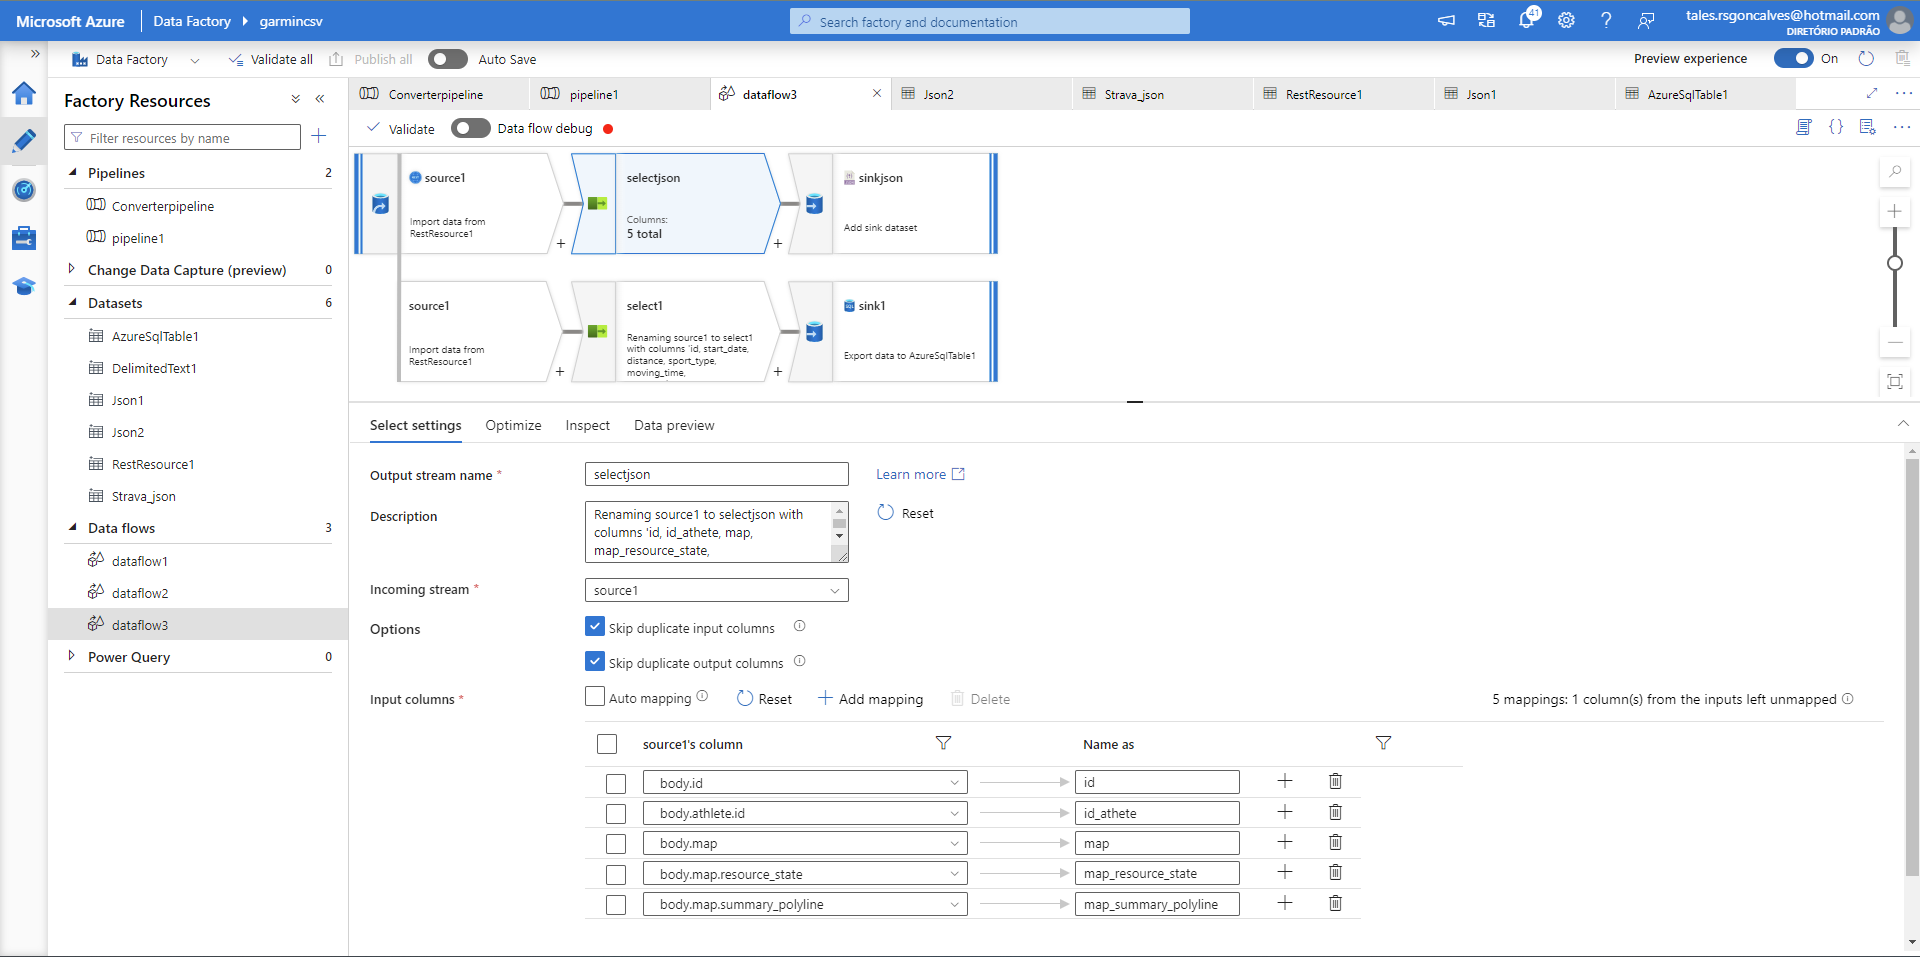 Microsoft Azure
Data Factory
garmincsv
Search factory and documentation
41
tales.rsgoncalves@hotmail.com
DIRETÓRIO PADRÃO
Data Factory
Validate all
Publish all
Auto Save
Preview experience
On
Factory Resources
Filter resources by name
Pipelines 2
Converterpipeline
pipeline1
Change Data Capture (preview) 0
Datasets 6
AzureSqlTable1
DelimitedText1
Json1
Json2
RestResource1
Strava_json
Data flows 3
dataflow1
dataflow2
dataflow3
Power Query 0
Converterpipeline
pipeline1
dataflow3
Json2
Strava_json
RestResource1
Json1
AzureSqlTable1
Validate
Data flow debug
source1
Import data from
RestResource1
+
selectjson
Columns:
5 total
+
sinkjson
Add sink dataset
source1
Import data from
RestResource1
+
select1
Renaming source1 to select1
with columns 'id, start_date,
distance, sport_type,
moving_time,
+
sink1
Export data to AzureSqlTable1
Select settings
Optimize
Inspect
Data preview
Output stream name *
selectjson
Learn more
Description
Renaming source1 to selectjson with
columns 'id, id_athete, map,
map_resource_state,
Reset
Incoming stream *
source1
Options
Skip duplicate input columns
Skip duplicate output columns
Input columns *
Auto mapping
Reset
Add mapping
Delete
5 mappings: 1 column(s) from the inputs left unmapped
source1's column
Name as
body.id
id
body.athlete.id
id_athete
body.map
map
body.map.resource_state
map_resource_state
body.map.summary_polyline
map_summary_polyline